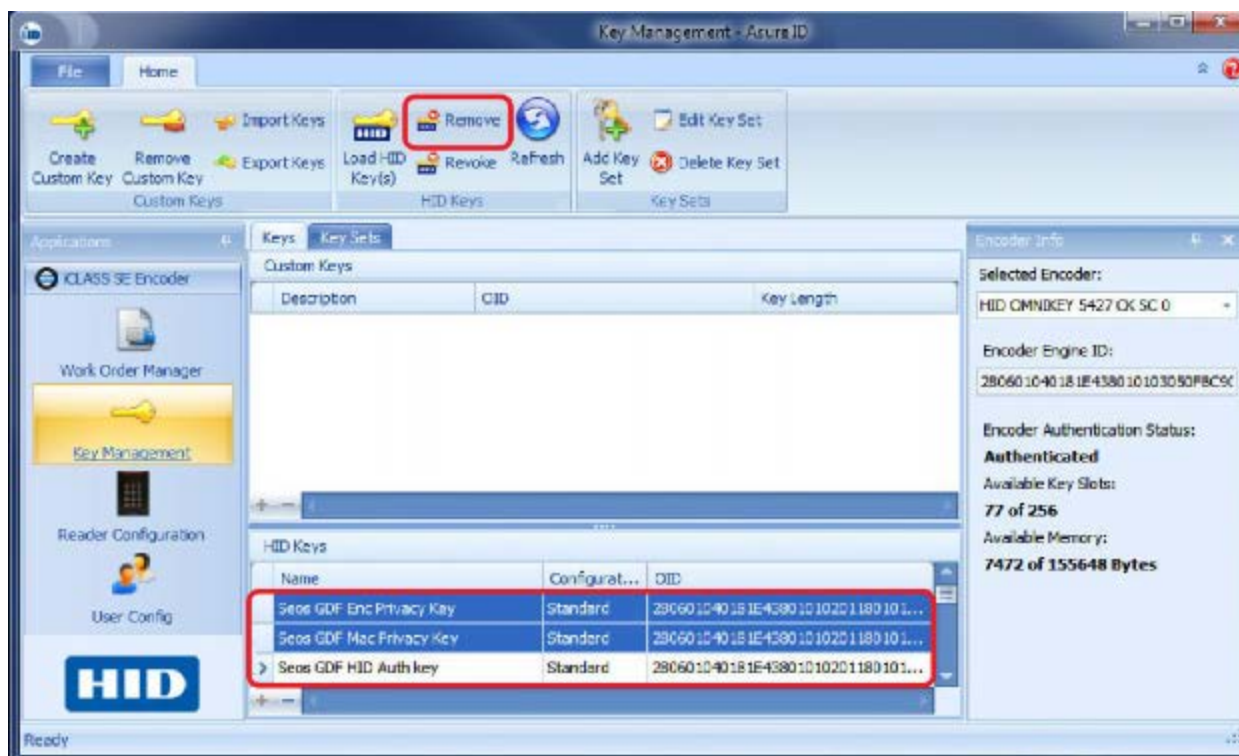 Key Management - Asure ID
File Home
Import Keys Remove Edit Key Set
Create Custom Key Remove Custom Key Export Keys Load HID Key(s) Revoke Refresh Add Key Set Delete Key Set
Custom Keys HID Keys Key Sets
Applications Keys Key Sets Encoder Info
iCLASS SE Encoder Custom Keys Selected Encoder:
Description OID Key Length HID OMNIKEY 5427 CK SC 0
Work Order Manager Encoder Engine ID:
Key Management Encoder Authentication Status:
Authenticated
Available Key Slots:
77 of 256
Reader Configuration HID Keys Available Memory:
Name Configurat... OID 7472 of 155648 Bytes
User Config Seos GDF Enc Privacy Key Standard
Seos GDF Mac Privacy Key Standard
HID Seos GDF HID Auth key Standard
Ready